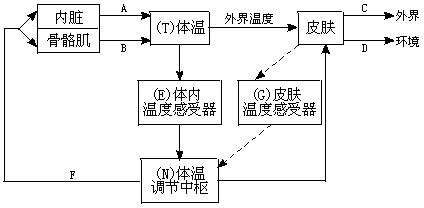 内脏
骨骼肌
A
B
(T)体温
外界温度
皮肤
C
D
外界
环境
(E)体内
温度感受器
(G)皮肤
温度感受器
F
(N)体温
调节中枢